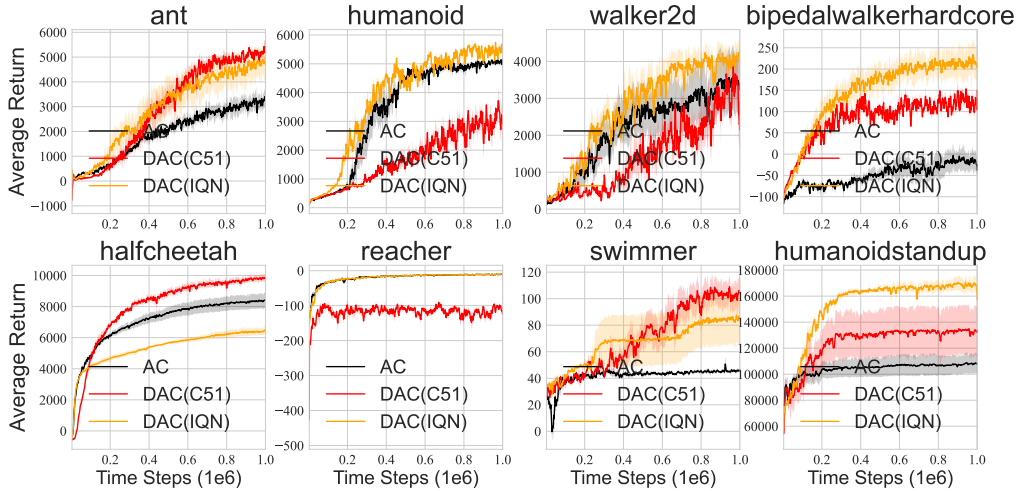 ant
humanoid
walker2d
bipedalwalkerhardcore
Average Return
6000
5000
4000
3000
2000
1000
0
−1000
0.2 0.4 0.6 0.8 1.0
AC
DAC(C51)
DAC(IQN)
6000
5000
4000
3000
2000
1000
0
0.2 0.4 0.6 0.8 1.0
AC
DAC(C51)
DAC(IQN)
4000
3000
2000
1000
0
0.2 0.4 0.6 0.8 1.0
AC
DAC(C51)
DAC(IQN)
250
200
150
100
50
0
−50
−100
0.2 0.4 0.6 0.8 1.0
AC
DAC(C51)
DAC(IQN)
halfcheetah
reacher
swimmer
humanoidstandup
Average Return
10000
8000
6000
4000
2000
0
0.2 0.4 0.6 0.8 1.0
Time Steps (1e6)
AC
DAC(C51)
DAC(IQN)
0
−100
−200
−300
−400
−500
0.2 0.4 0.6 0.8 1.0
Time Steps (1e6)
AC
DAC(C51)
DAC(IQN)
120
100
80
60
40
20
0
0.2 0.4 0.6 0.8 1.0
Time Steps (1e6)
AC
DAC(C51)
DAC(IQN)
180000
160000
140000
120000
100000
80000
60000
0.2 0.4 0.6 0.8 1.0
Time Steps (1e6)
AC
DAC(C51)
DAC(IQN)